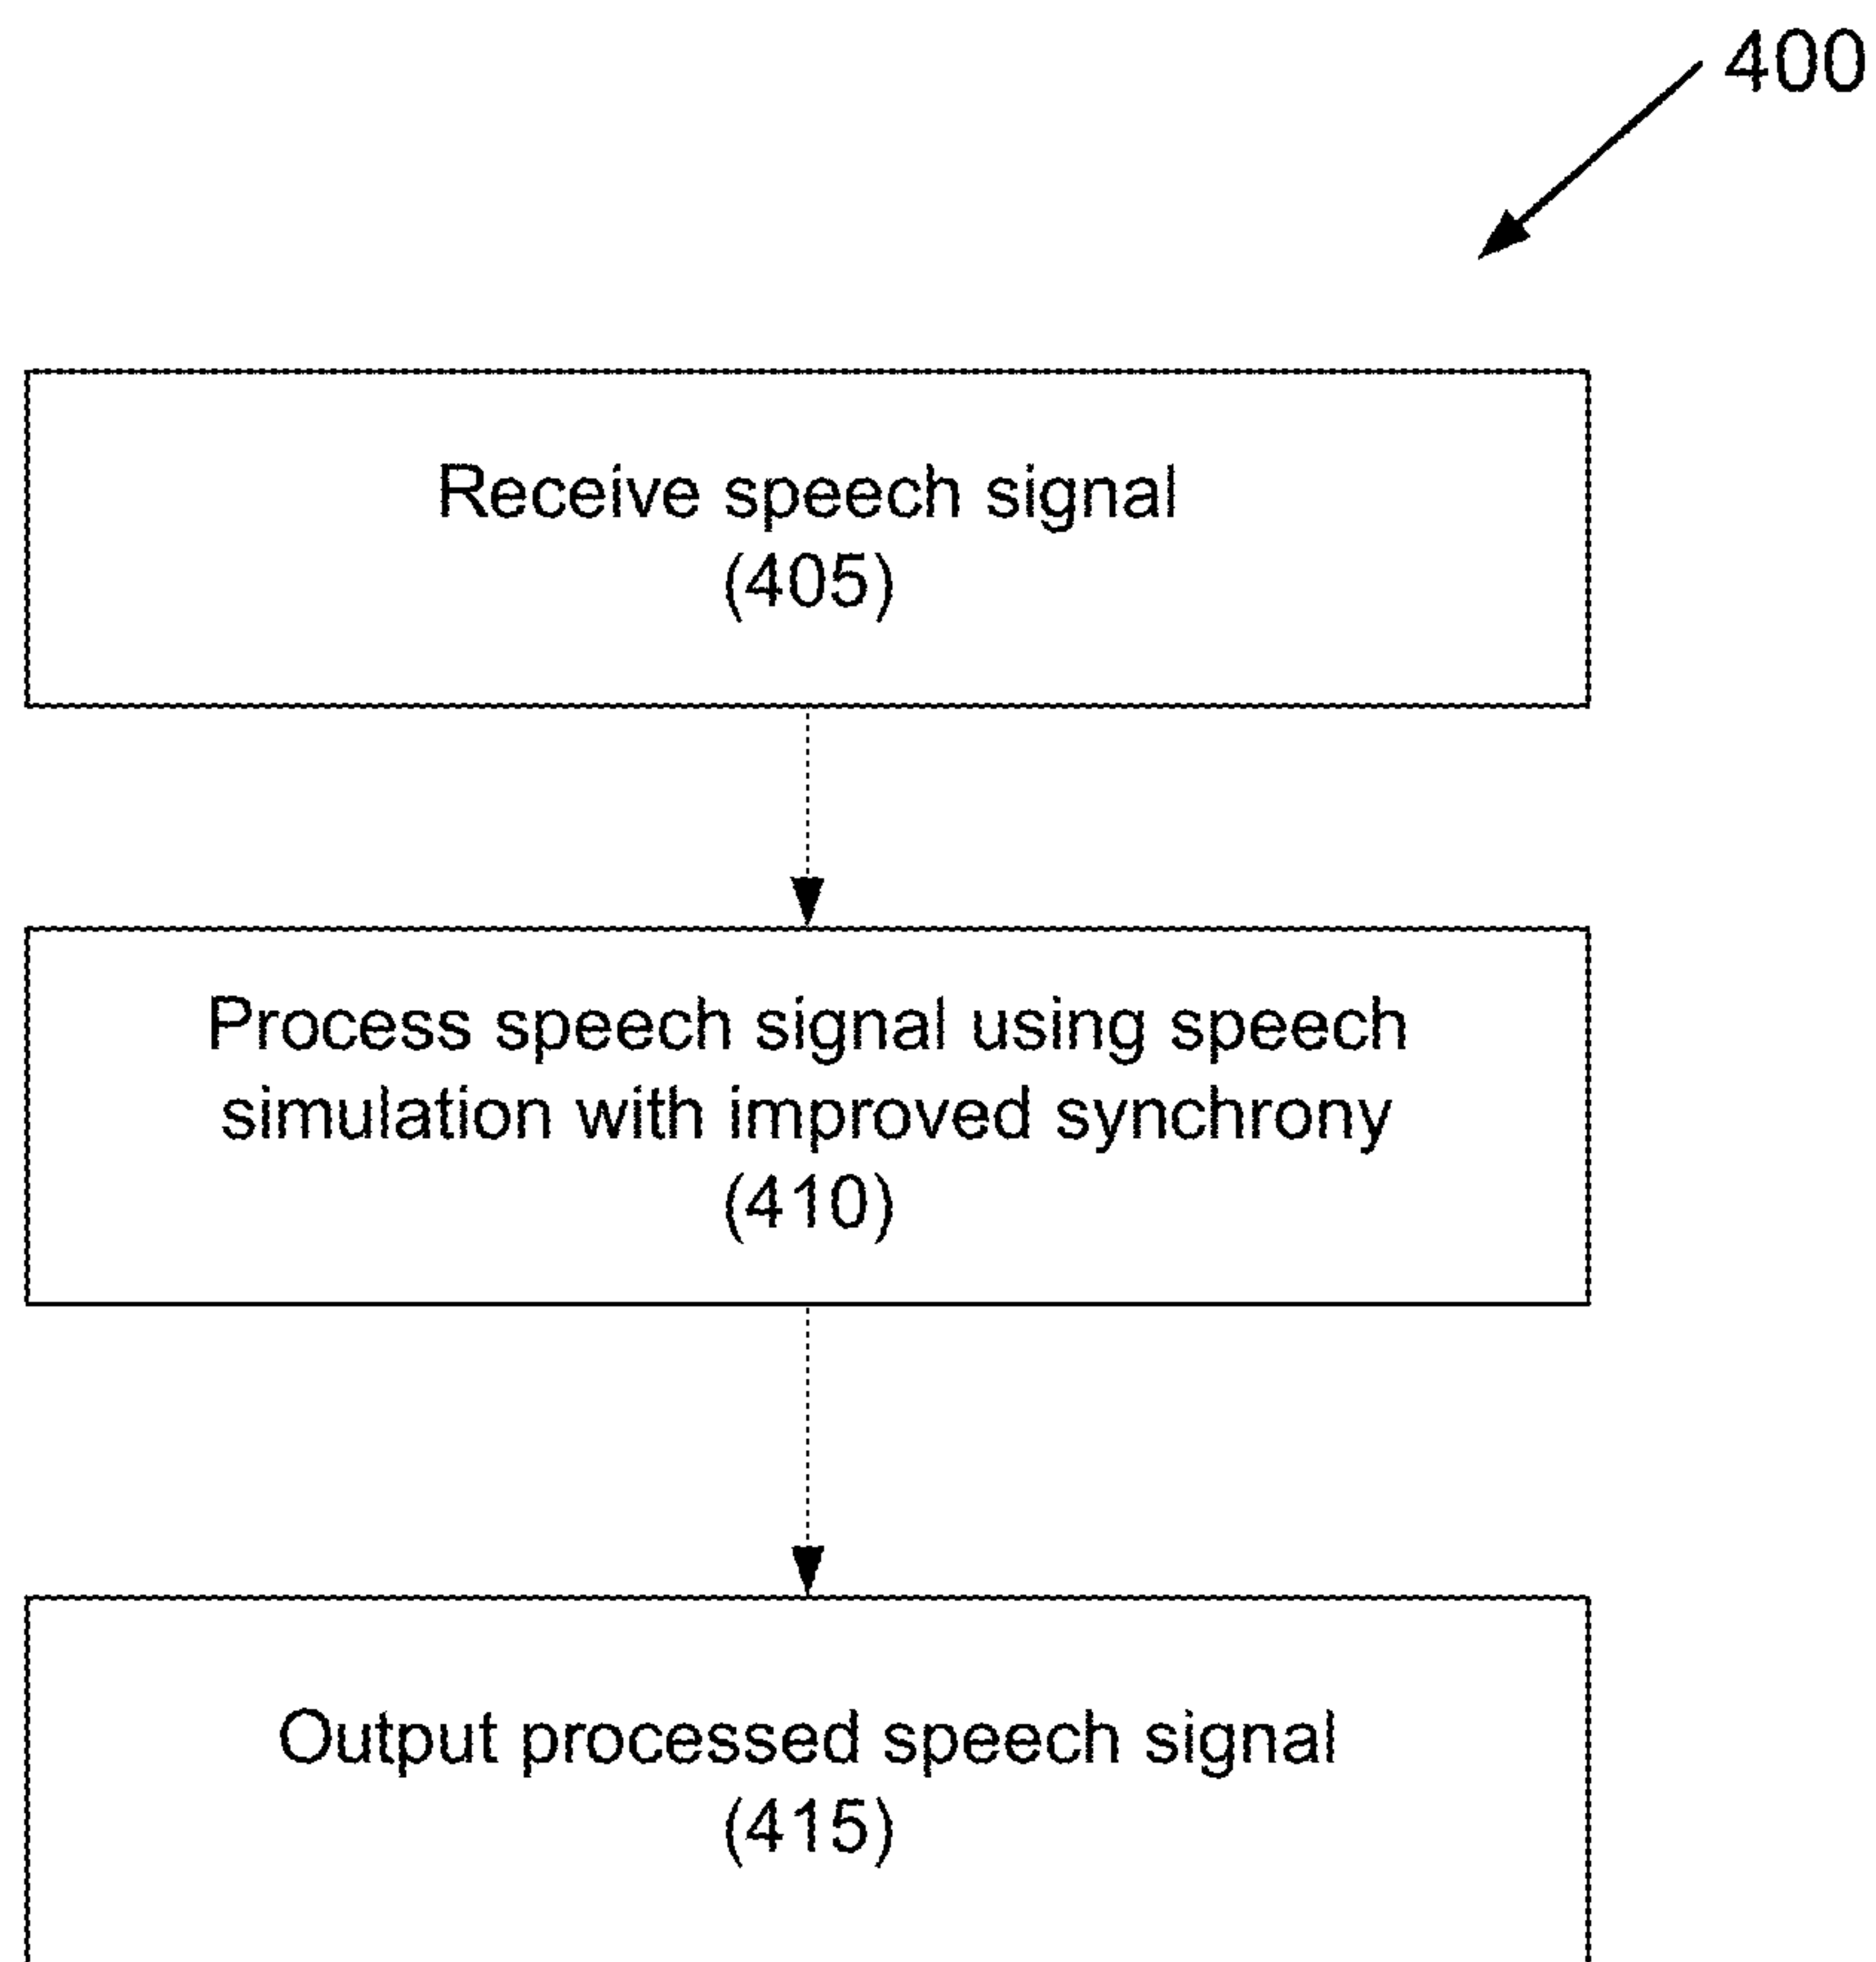 400
Receive speech signal
(405)
Process speech signal using speech
simulation with improved synchrony
(410)
Output processed speech signal
(415)